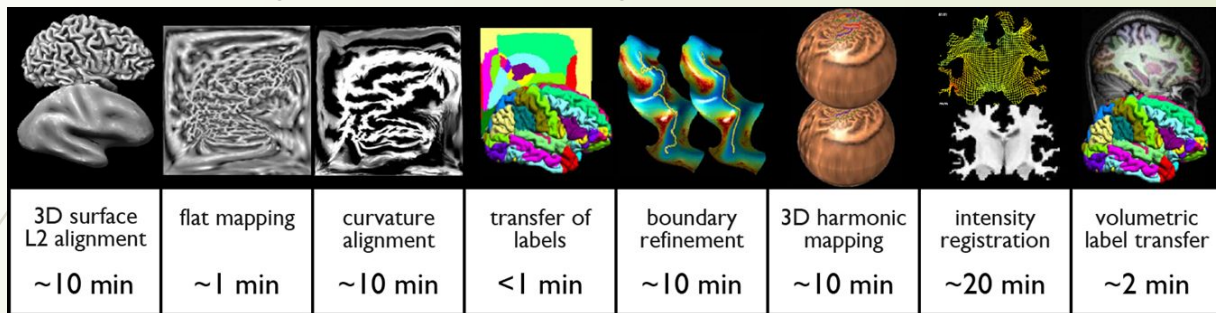 3D surface
L2 alignment
~10 min
flat mapping
~1 min
curvature
alignment
~10 min
transfer of
labels
<1 min
boundary
refinement
~10 min
3D harmonic
mapping
~10 min
intensity
registration
~20 min
volumetric
label transfer
~2 min